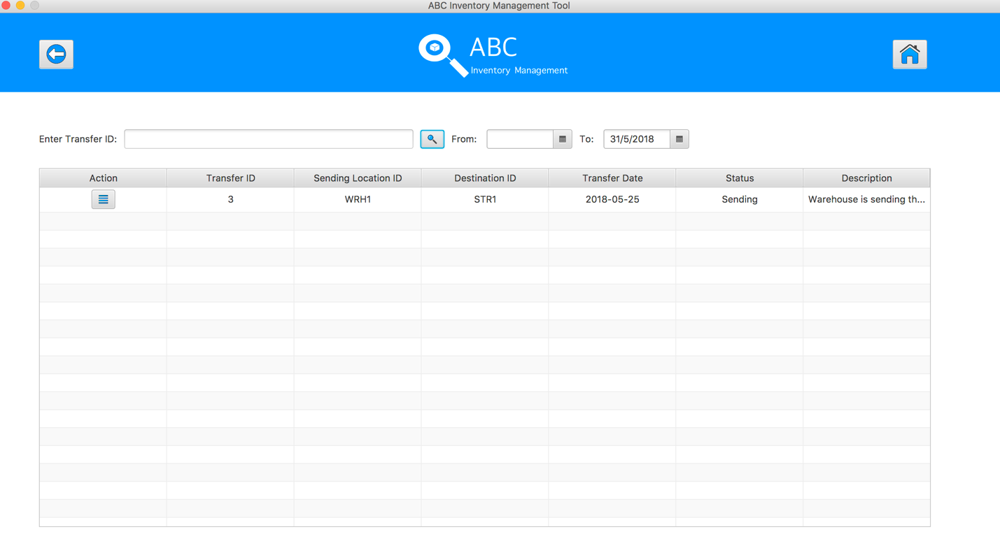 ABC Inventory Management Tool
ABC
Inventory Management
Enter Transfer ID: From: To: 31/5/2018
Action Transfer ID Sending Location ID Destination ID Transfer Date Status Description
3 WRH1 STR1 2018-05-25 Sending Warehouse is sending th...